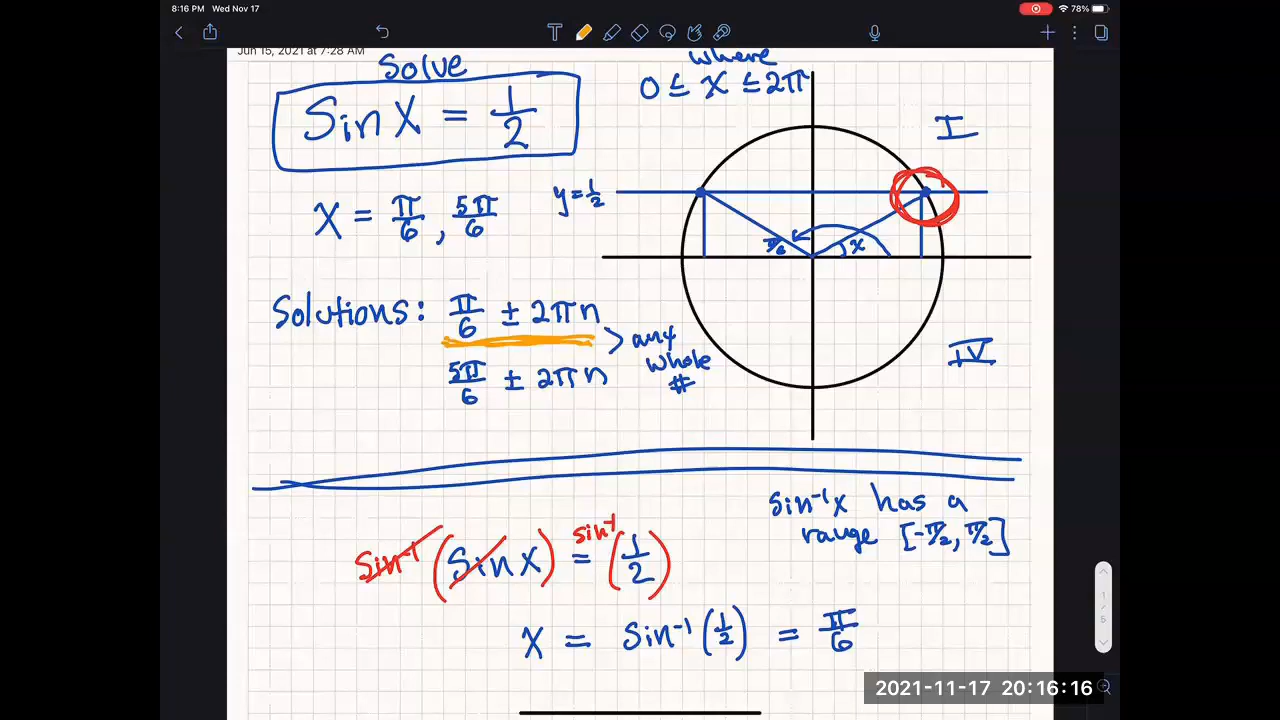 8:16 PM Wed Nov 17
78%
Jun 15, 2021 at 7:28 AM
Solve
Sin X = 1/2
where
0 ≤ x ≤ 2π
I
X = π/6, 5π/6
y = 1/2
π/6
x
Solutions: π/6 ± 2πn
5π/6 ± 2πn
> any
whole
#
IV
sin⁻¹x has a
range [-π/2, π/2]
sin⁻¹(sin x) = sin⁻¹(1/2)
X = sin⁻¹(1/2) = π/6
1
/
5
2021-11-17 20:16:16